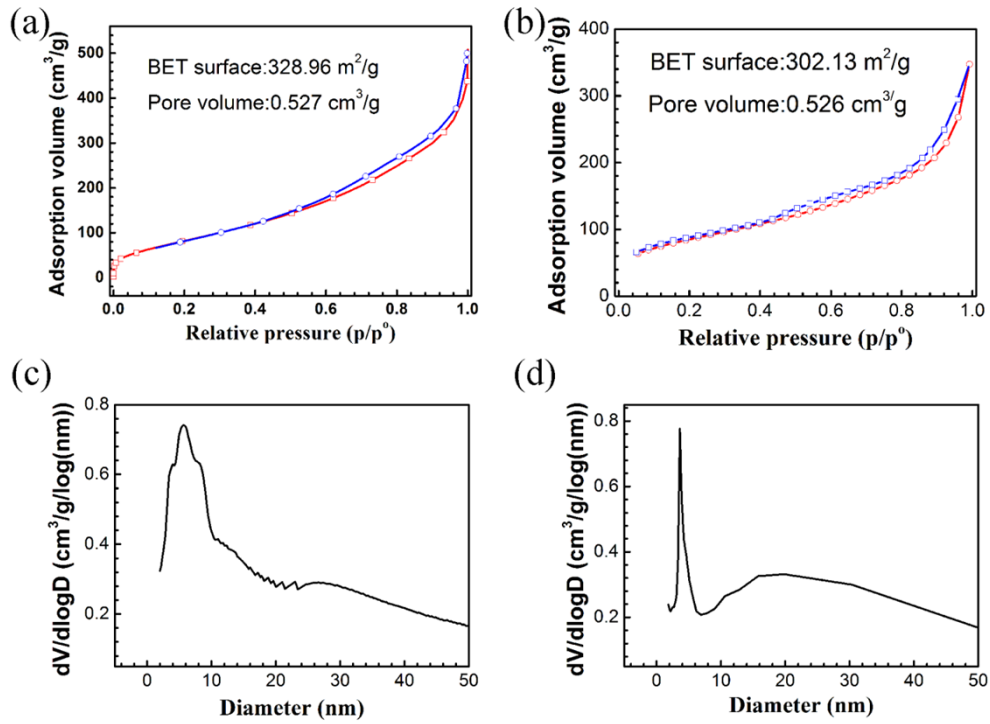 (a)
BET surface:328.96 m²/g
Pore volume:0.527 cm³/g
Adsorption volume (cm³/g)
500
400
300
200
100
0
0.0 0.2 0.4 0.6 0.8 1.0
Relative pressure (p/pᵒ)
(b)
BET surface:302.13 m²/g
Pore volume:0.526 cm³/g
Adsorption volume (cm³/g)
400
300
200
100
0
0.0 0.2 0.4 0.6 0.8 1.0
Relative pressure (p/pᵒ)
(c)
dV/dlogD (cm³/g/log(nm))
0.8
0.6
0.4
0.2
0 10 20 30 40 50
Diameter (nm)
(d)
dV/dlogD (cm³/g/log(nm))
0.8
0.6
0.4
0.2
0 10 20 30 40 50
Diameter (nm)